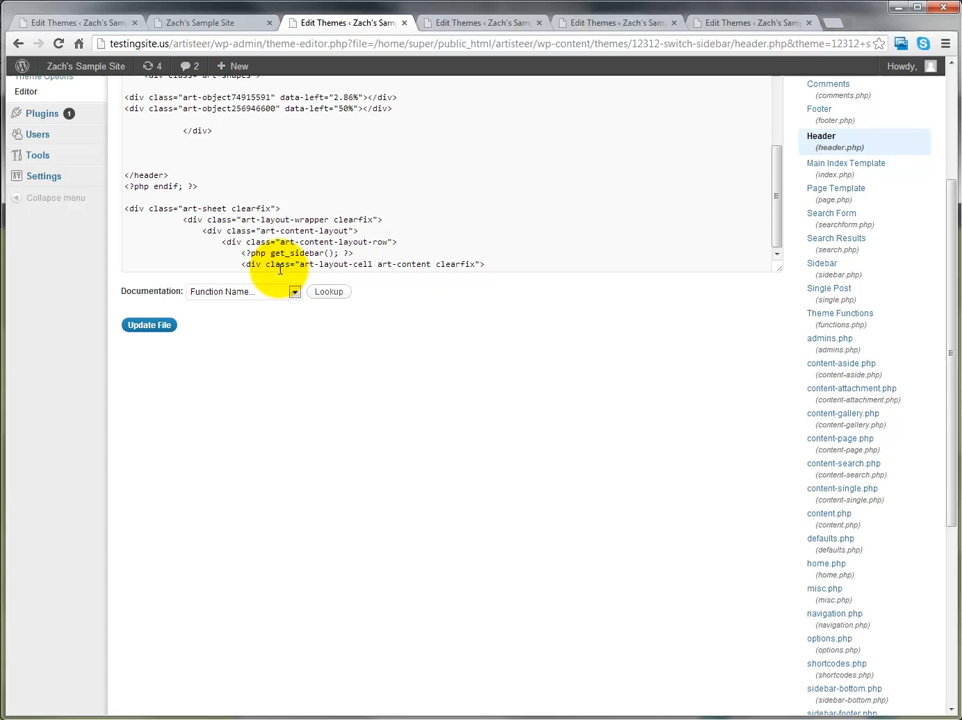 Edit Themes ‹ Zach's Sam
Zach's Sample Site
Edit Themes ‹ Zach's Sam
Edit Themes ‹ Zach's Sam
Edit Themes ‹ Zach's Sam
Edit Themes ‹ Zach's Sam
testingsite.us/artisteer/wp-admin/theme-editor.php?file=/home/super/public_html/artisteer/wp-content/themes/12312-switch-sidebar/header.php&theme=12312+s
Zach's Sample Site
4
2
+ New
Howdy,
Theme Options
Editor
Plugins 1
Users
Tools
Settings
Collapse menu
<div class="art-shapes">
<div class="art-object74915591" data-left="2.86%"></div>
<div class="art-object256946600" data-left="50%"></div>
</div>
</header>
<?php endif; ?>
<div class="art-sheet clearfix">
<div class="art-layout-wrapper clearfix">
<div class="art-content-layout">
<div class="art-content-layout-row">
<?php get_sidebar(); ?>
<div class="art-layout-cell art-content clearfix">
Documentation: Function Name... Lookup
Update File
Comments
(comments.php)
Footer
(footer.php)
Header
(header.php)
Main Index Template
(index.php)
Page Template
(page.php)
Search Form
(searchform.php)
Search Results
(search.php)
Sidebar
(sidebar.php)
Single Post
(single.php)
Theme Functions
(functions.php)
admins.php
(admins.php)
content-aside.php
(content-aside.php)
content-attachment.php
(content-attachment.php)
content-gallery.php
(content-gallery.php)
content-page.php
(content-page.php)
content-search.php
(content-search.php)
content-single.php
(content-single.php)
content.php
(content.php)
defaults.php
(defaults.php)
home.php
(home.php)
misc.php
(misc.php)
navigation.php
(navigation.php)
options.php
(options.php)
shortcodes.php
(shortcodes.php)
sidebar-bottom.php
(sidebar-bottom.php)
sidebar-footer.php